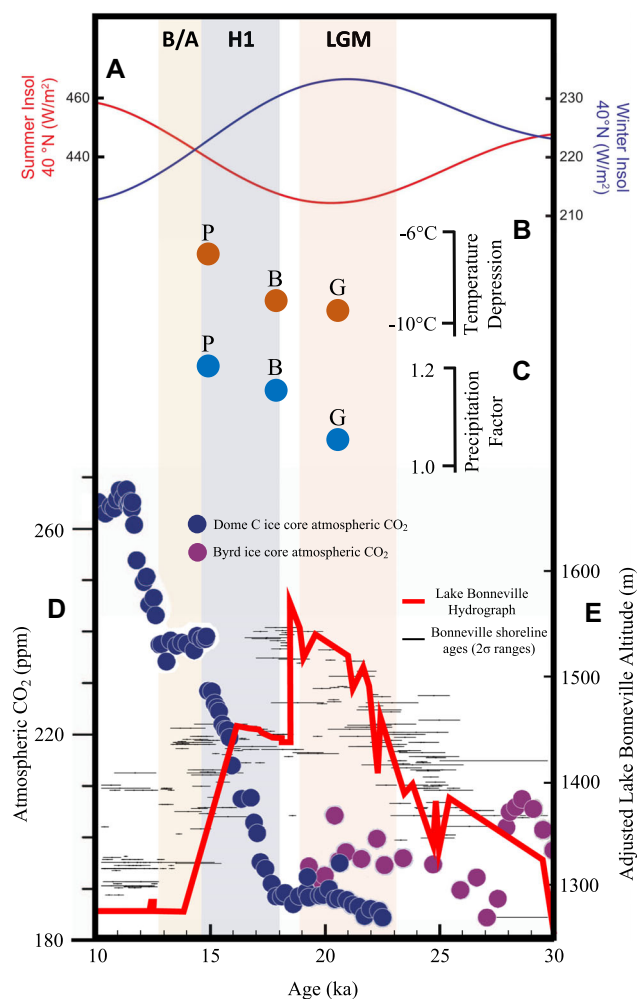 B/A H1 LGM
A
Summer Insol
40 °N (W/m²)
460
440
230
220
210
Winter Insol
40°N (W/m²)
B
P
B
G
-6°C
-10°C
Temperature
Depression
C
P
B
G
1.2
1.0
Precipitation
Factor
Dome C ice core atmospheric CO₂
Byrd ice core atmospheric CO₂
D
E
Lake Bonneville
Hydrograph
Bonneville shoreline
ages (2σ ranges)
Atmospheric CO₂ (ppm)
260
220
180
1600
1500
1400
1300
Adjusted Lake Bonneville Altitude (m)
10 15 20 25 30
Age (ka)